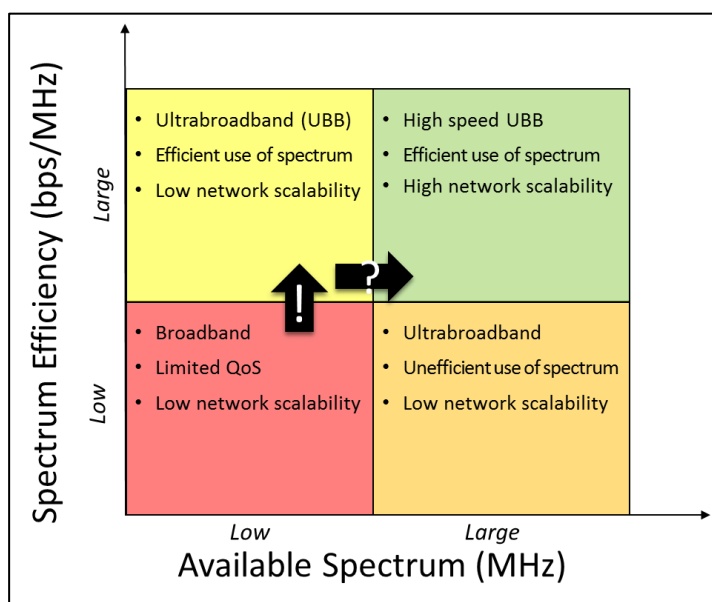 Spectrum Efficiency (bps/MHz)
Large
Low
• Ultrabroadband (UBB)
• Efficient use of spectrum
• Low network scalability
• High speed UBB
• Efficient use of spectrum
• High network scalability
!
?
• Broadband
• Limited QoS
• Low network scalability
• Ultrabroadband
• Unefficient use of spectrum
• Low network scalability
Low
Large
Available Spectrum (MHz)